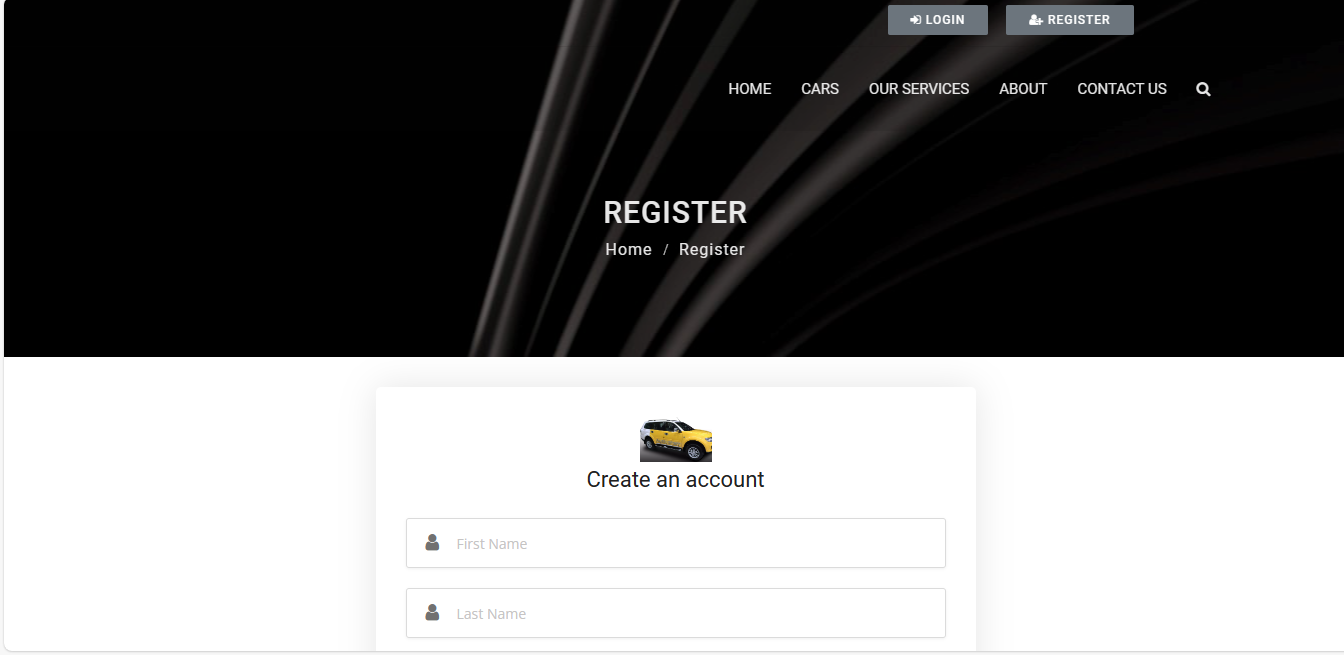 LOGIN REGISTER
HOME CARS OUR SERVICES ABOUT CONTACT US
REGISTER
Home / Register
Create an account
First Name
Last Name